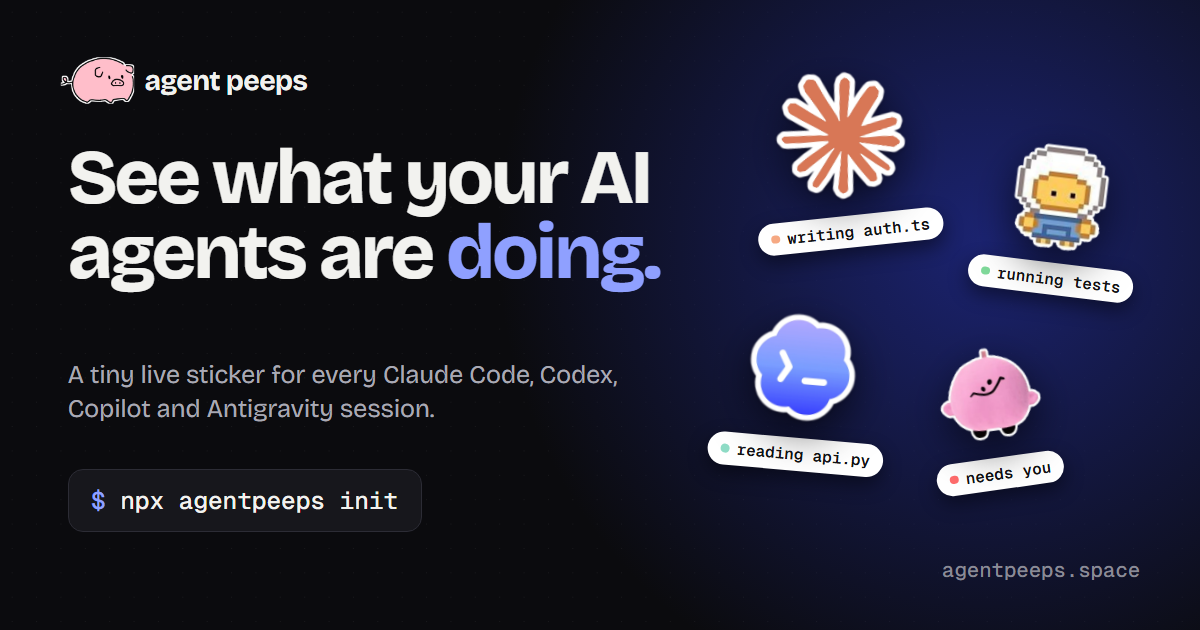 agent peeps
See what your AI
agents are doing.
A tiny live sticker for every Claude Code, Codex,
Copilot and Antigravity session.
$ npx agentpeeps init
writing auth.ts
running tests
>_
reading api.py
needs you
agentpeeps.space